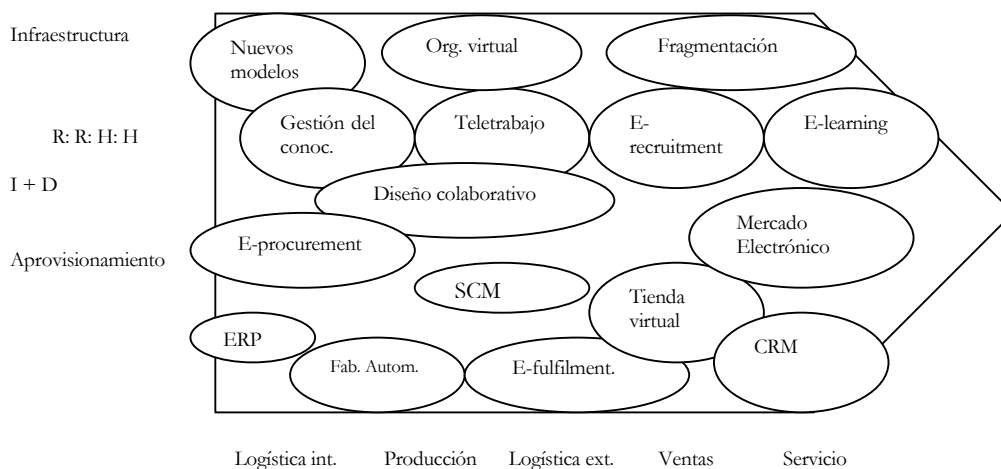 Infraestructura
Nuevos
modelos
Org. virtual
Fragmentación
R: R: H: H
Gestión del
conoc.
Teletrabajo
E-
recruitment
E-learning
I + D
Diseño colaborativo
Mercado
Electrónico
E-procurement
Aprovisionamiento
SCM
Tienda
virtual
ERP
Fab. Autom.
E-fulfilment.
CRM
Logística int.
Producción
Logística ext.
Ventas
Servicio